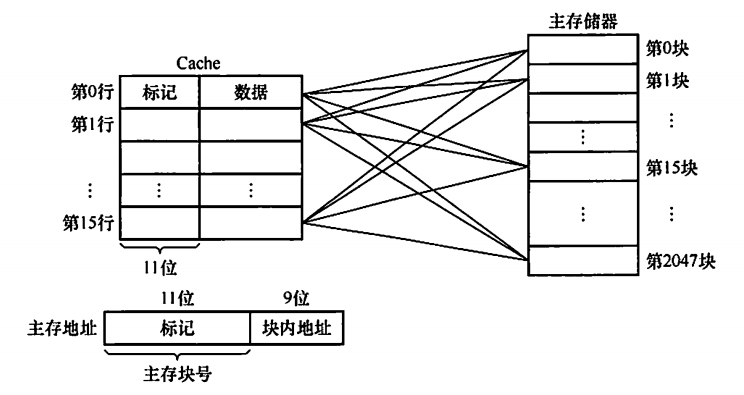 主存储器
Cache
第0行 标记 数据
第1行
⋮ ⋮ ⋮
第15行
11位
第0块
第1块
⋮ ⋮
第15块
⋮ ⋮
第2047块
11位 9位
主存地址 标记 块内地址
主存块号